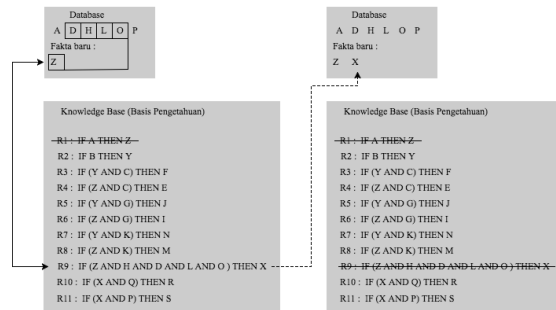 Database
A D H L O P
Fakta baru :
Z
Knowledge Base (Basis Pengetahuan)
R1 : IF A THEN Z
R2 : IF B THEN Y
R3 : IF (Y AND C) THEN F
R4 : IF (Z AND C) THEN E
R5 : IF (Y AND G) THEN J
R6 : IF (Z AND G) THEN I
R7 : IF (Y AND K) THEN N
R8 : IF (Z AND K) THEN M
R9 : IF (Z AND H AND D AND L AND O ) THEN X
R10 : IF (X AND Q) THEN R
R11 : IF (X AND P) THEN S
Database
A D H L O P
Fakta baru :
Z X
Knowledge Base (Basis Pengetahuan)
R1 : IF A THEN Z
R2 : IF B THEN Y
R3 : IF (Y AND C) THEN F
R4 : IF (Z AND C) THEN E
R5 : IF (Y AND G) THEN J
R6 : IF (Z AND G) THEN I
R7 : IF (Y AND K) THEN N
R8 : IF (Z AND K) THEN M
R9 : IF (Z AND H AND D AND L AND O ) THEN X
R10 : IF (X AND Q) THEN R
R11 : IF (X AND P) THEN S